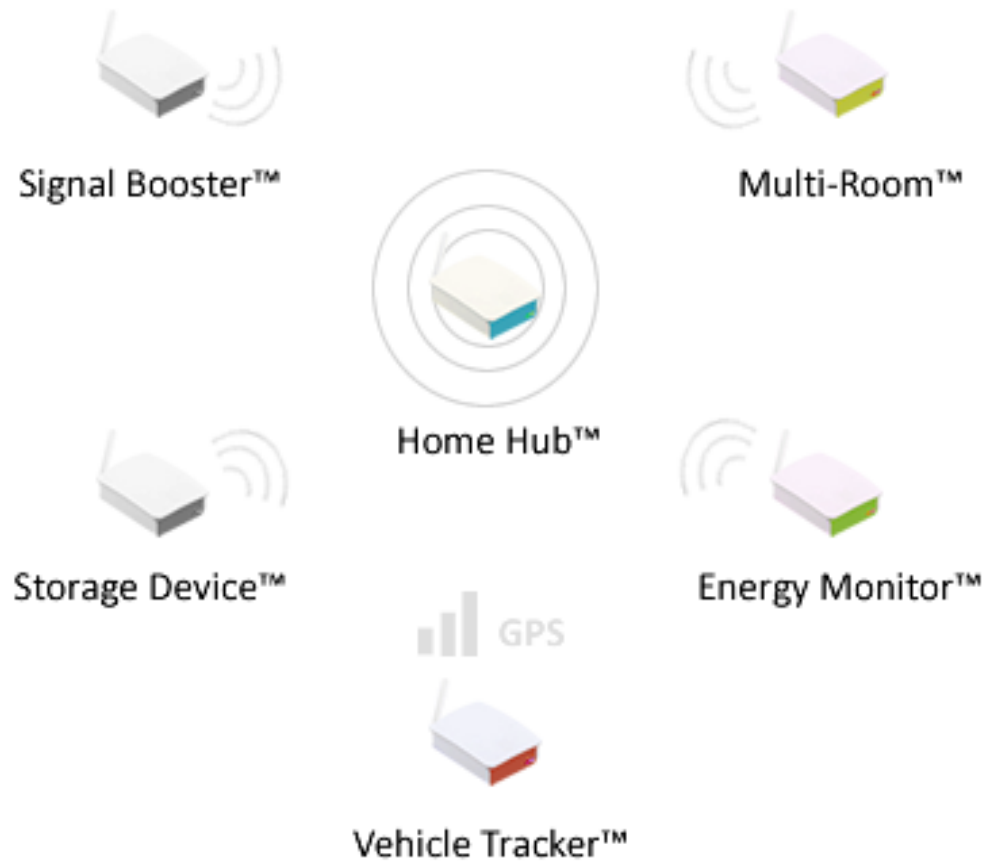 Signal Booster™
Multi-Room™
Home Hub™
Storage Device™
Energy Monitor™
GPS
Vehicle Tracker™